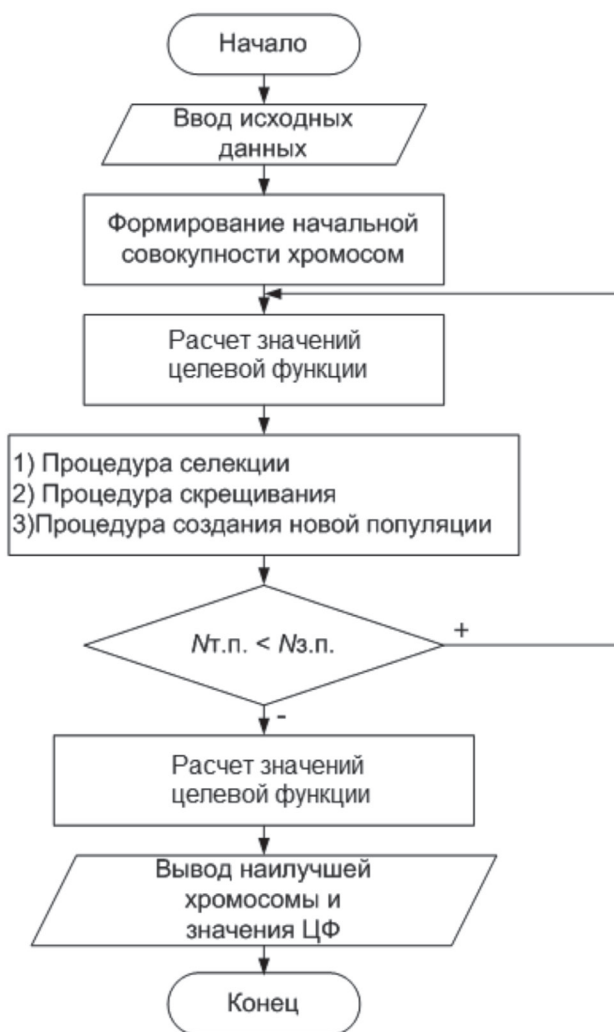 Начало
Ввод исходных
данных
Формирование начальной
совокупности хромосом
Расчет значений
целевой функции
1) Процедура селекции
2) Процедура скрещивания
3)Процедура создания новой популяции
Nт.п. < Nз.п.
+
-
Расчет значений
целевой функции
Вывод наилучшей
хромосомы и
значения ЦФ
Конец